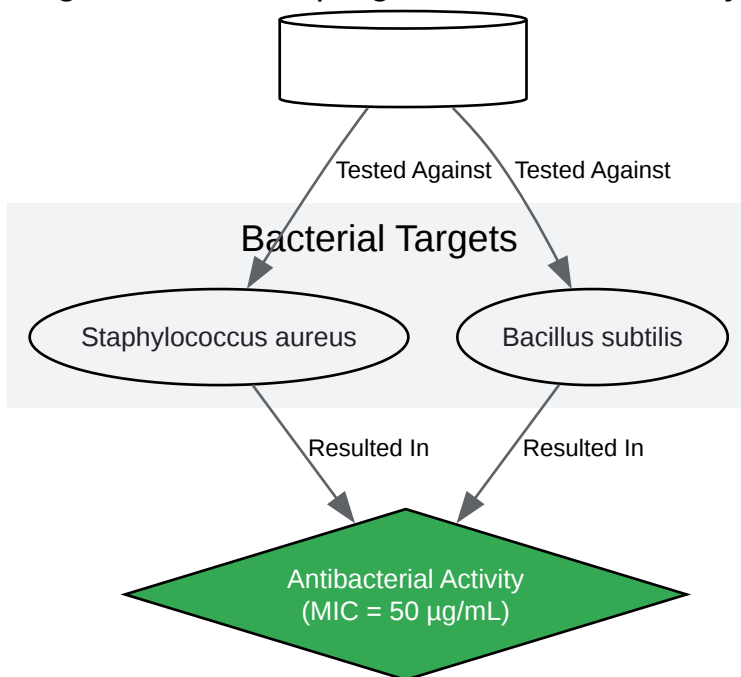 Tested Against
Tested Against
Bacterial Targets
Staphylococcus aureus
Bacillus subtilis
Resulted In
Resulted In
Antibacterial Activity
(MIC = 50 µg/mL)